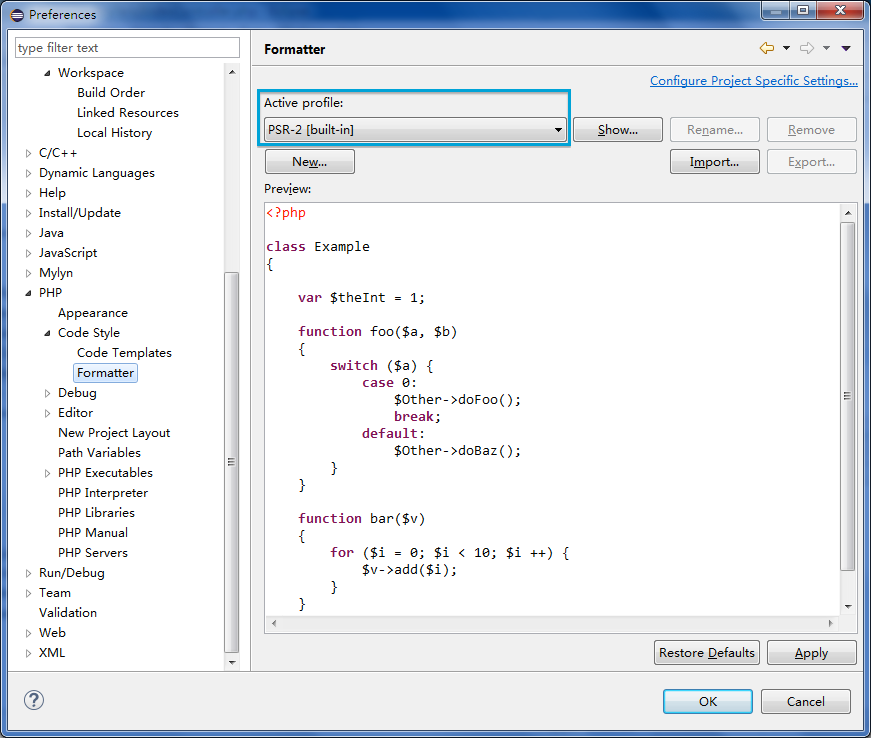 Preferences
type filter text
Workspace
Build Order
Linked Resources
Local History
C/C++
Dynamic Languages
Help
Install/Update
Java
JavaScript
Mylyn
PHP
Appearance
Code Style
Code Templates
Formatter
Debug
Editor
New Project Layout
Path Variables
PHP Executables
PHP Interpreter
PHP Libraries
PHP Manual
PHP Servers
Run/Debug
Team
Validation
Web
XML
Formatter
Configure Project Specific Settings...
Active profile:
PSR-2 [built-in]
Show...
Rename...
Remove
New...
Import...
Export...
Preview:
<?php
class Example
{
var $theInt = 1;
function foo($a, $b)
{
switch ($a) {
case 0:
$Other->doFoo();
break;
default:
$Other->doBaz();
}
}
function bar($v)
{
for ($i = 0; $i < 10; $i ++) {
$v->add($i);
}
}
Restore Defaults
Apply
?
OK
Cancel